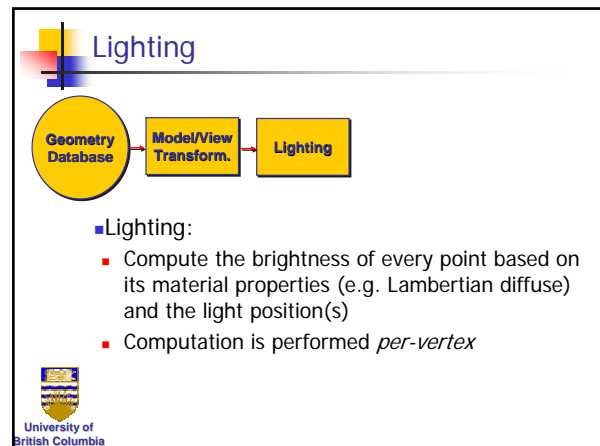 Lighting
Geometry
Database
Model/View
Transform.
Lighting
Lighting:
Compute the brightness of every point based on
its material properties (e.g. Lambertian diffuse)
and the light position(s)
Computation is performed per-vertex
University of
British Columbia